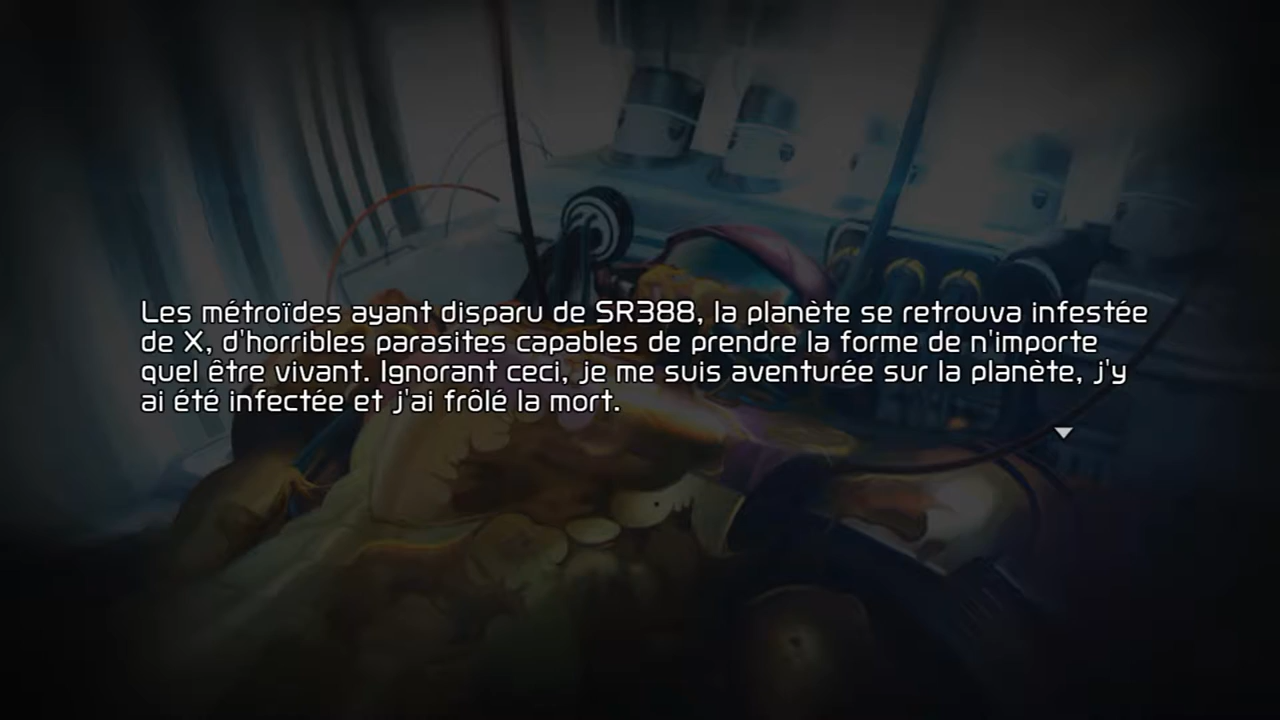 Les métroïdes ayant disparu de SR388, la planète se retrouva infestée
de X, d'horribles parasites capables de prendre la forme de n'importe
quel être vivant. Ignorant ceci, je me suis aventurée sur la planète, j'y
ai été infectée et j'ai frôlé la mort.